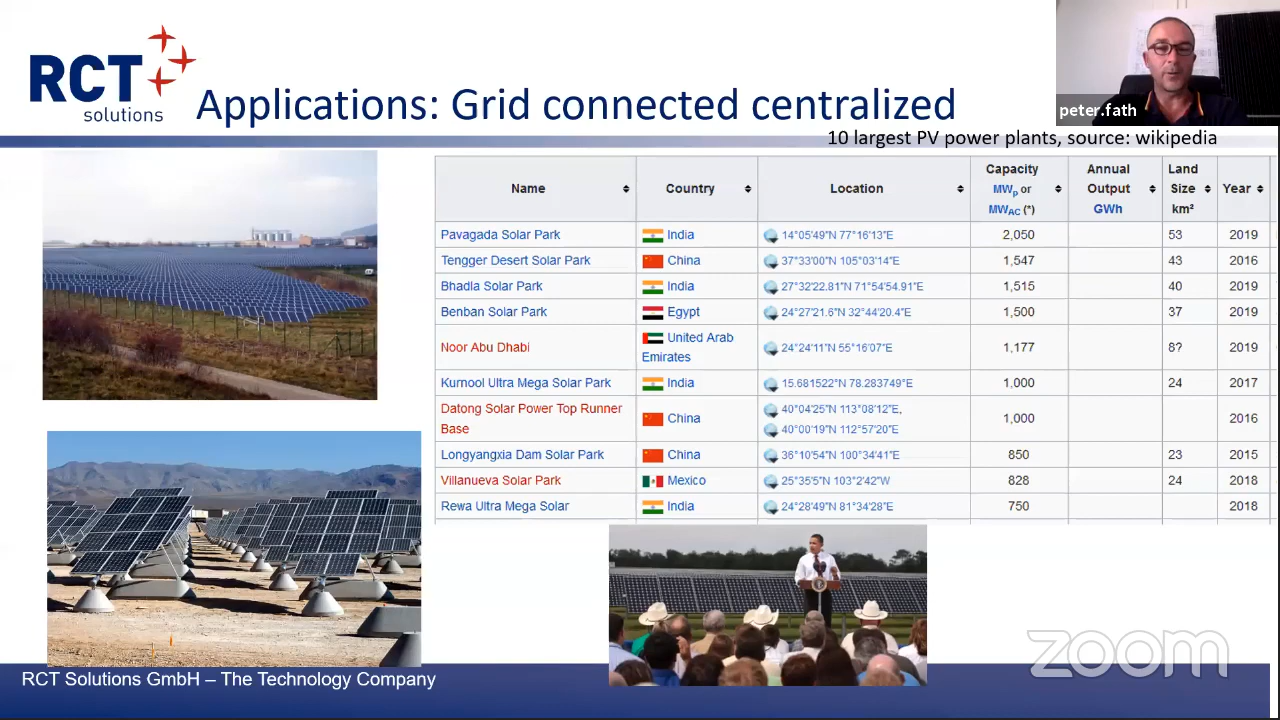 RCT
solutions
Applications: Grid connected centralized
peter.fath
10 largest PV power plants, source: wikipedia
Name Country Location Capacity MWp or MWAC (*) Annual Output GWh Land Size km² Year
Pavagada Solar Park India 14°05'49"N 77°16'13"E 2,050 53 2019
Tengger Desert Solar Park China 37°33'00"N 105°03'14"E 1,547 43 2016
Bhadla Solar Park India 27°32'22.81"N 71°54'54.91"E 1,515 40 2019
Benban Solar Park Egypt 24°27'21.6"N 32°44'20.4"E 1,500 37 2019
Noor Abu Dhabi United Arab Emirates 24°24'11"N 55°16'07"E 1,177 8? 2019
Kurnool Ultra Mega Solar Park India 15.681522°N 78.283749°E 1,000 24 2017
Datong Solar Power Top Runner Base China 40°04'25"N 113°08'12"E, 40°00'19"N 112°57'20"E 1,000 2016
Longyangxia Dam Solar Park China 36°10'54"N 100°34'41"E 850 23 2015
Villanueva Solar Park Mexico 25°35'5"N 103°2'42"W 828 24 2018
Rewa Ultra Mega Solar India 24°28'49"N 81°34'28"E 750 2018
zoom
RCT Solutions GmbH – The Technology Company